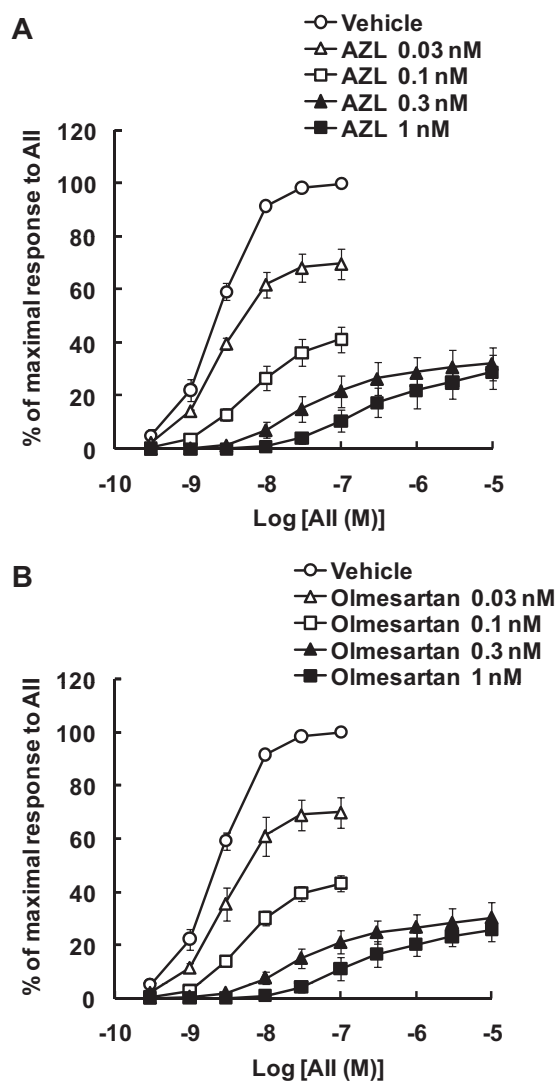 A
Vehicle
AZL 0.03 nM
AZL 0.1 nM
AZL 0.3 nM
AZL 1 nM
% of maximal response to AII
120
100
80
60
40
20
0
-10 -9 -8 -7 -6 -5
Log [AII (M)]
B
Vehicle
Olmesartan 0.03 nM
Olmesartan 0.1 nM
Olmesartan 0.3 nM
Olmesartan 1 nM
% of maximal response to AII
120
100
80
60
40
20
0
-10 -9 -8 -7 -6 -5
Log [AII (M)]